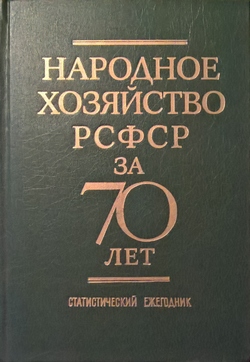 НАРОДНОЕ
ХОЗЯЙСТВО
РСФСР
ЗА
70
ЛЕТ
СТАТИСТИЧЕСКИЙ ЕЖЕГОДНИК